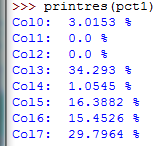 >>> printres(pct1)
Col0:  3.0153 %
Col1:  0.0 %
Col2:  0.0 %
Col3:  34.293 %
Col4:  1.0545 %
Col5:  16.3882 %
Col6:  15.4526 %
Col7:  29.7964 %